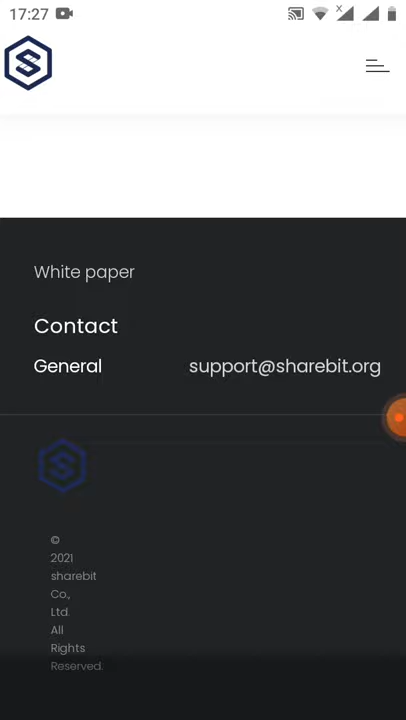 17:27
White paper
Contact
General support@sharebit.org
©
2021
sharebit
Co.,
Ltd.
All
Rights
Reserved.